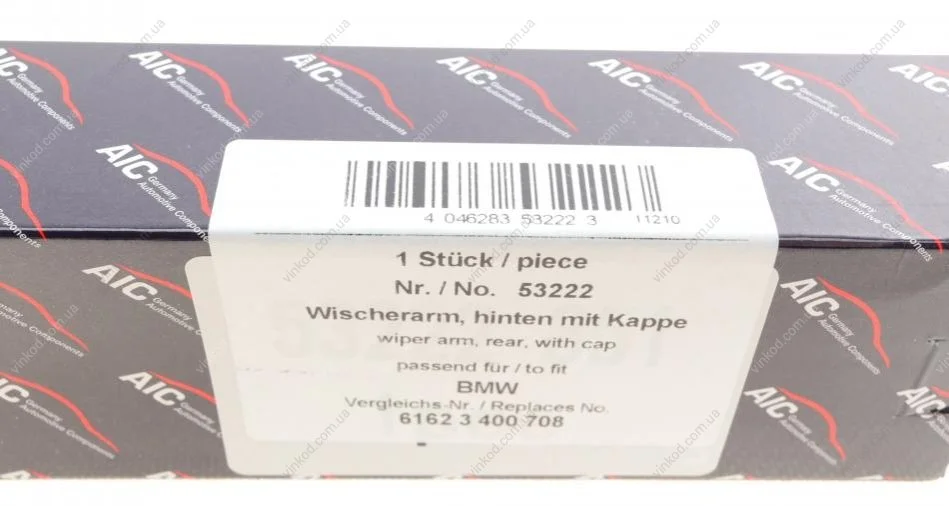 AIC Germany
Automotive Components
4 046283 53222 3
11210
1 Stück / piece
Nr. / No. 53222
Wischerarm, hinten mit Kappe
wiper arm, rear, with cap
passend für / to fit
BMW
Vergleichs-Nr. / Replaces No.
6162 3 400 708
vinkod.com.ua